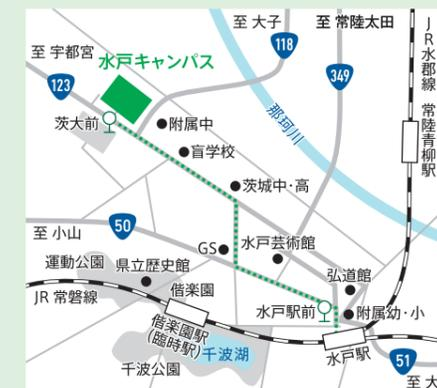 至 大子
至 常陸太田
JR水郡線
常陸青柳駅
118
349
至 宇都宮
水戸キャンパス
123
那珂川
茨大前
附属中
盲学校
茨城中・高
50
至 小山
GS
水戸芸術館
運動公園
県立歴史館
弘道館
JR 常磐線
偕楽園
水戸駅前
附属幼・小
偕楽園駅
(臨時駅)
千波湖
水戸駅
51
千波公園
至 大